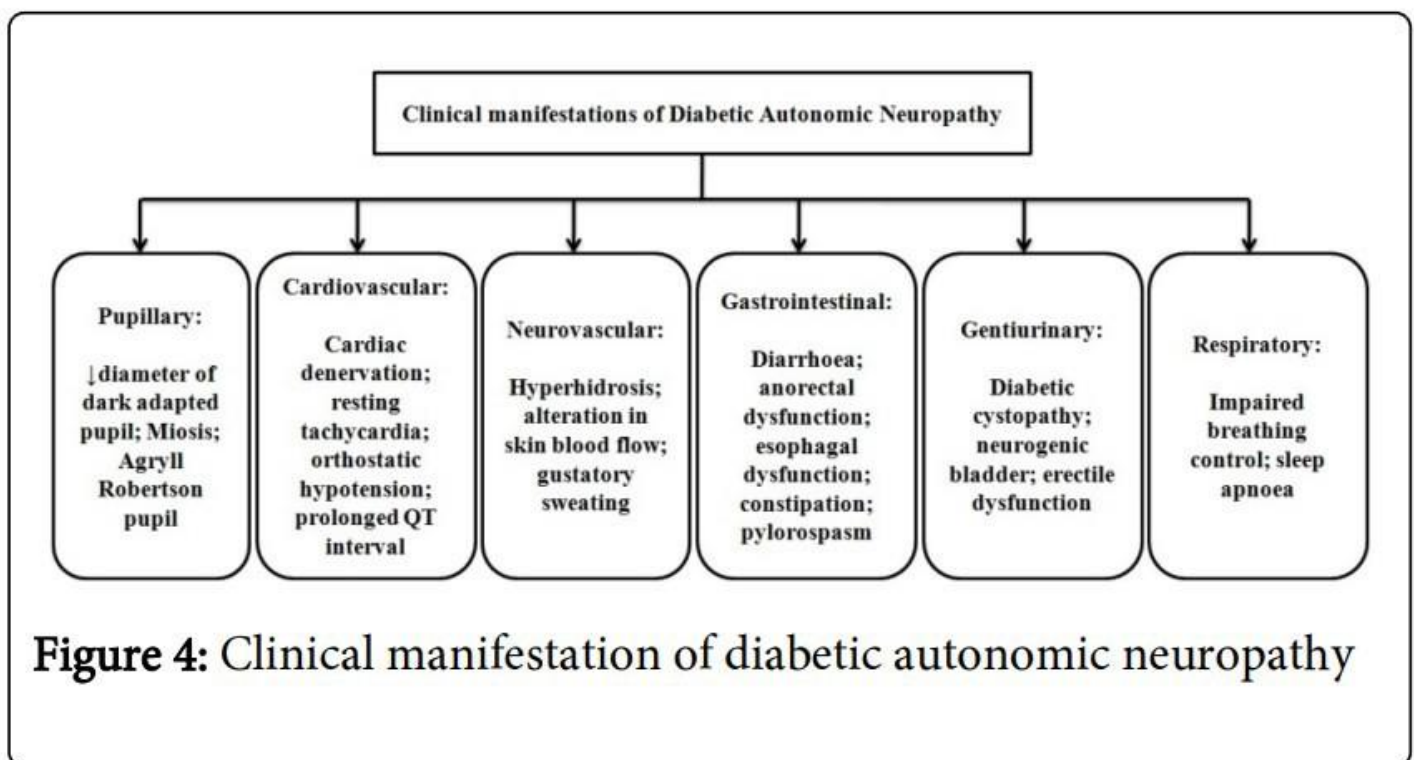 Clinical manifestations of Diabetic Autonomic Neuropathy
Pupillary:
↓diameter of
dark adapted
pupil; Miosis;
Agryll
Robertson
pupil
Cardiovascular:
Cardiac
denervation;
resting
tachycardia;
orthostatic
hypotension;
prolonged QT
interval
Neurovascular:
Hyperhidrosis;
alteration in
skin blood flow;
gustatory
sweating
Gastrointestinal:
Diarrhoea;
anorectal
dysfunction;
esophagal
dysfunction;
constipation;
pylorospasm
Gentiurinary:
Diabetic
cystopathy;
neurogenic
bladder; erectile
dysfunction
Respiratory:
Impaired
breathing
control; sleep
apnoea
Figure 4: Clinical manifestation of diabetic autonomic neuropathy